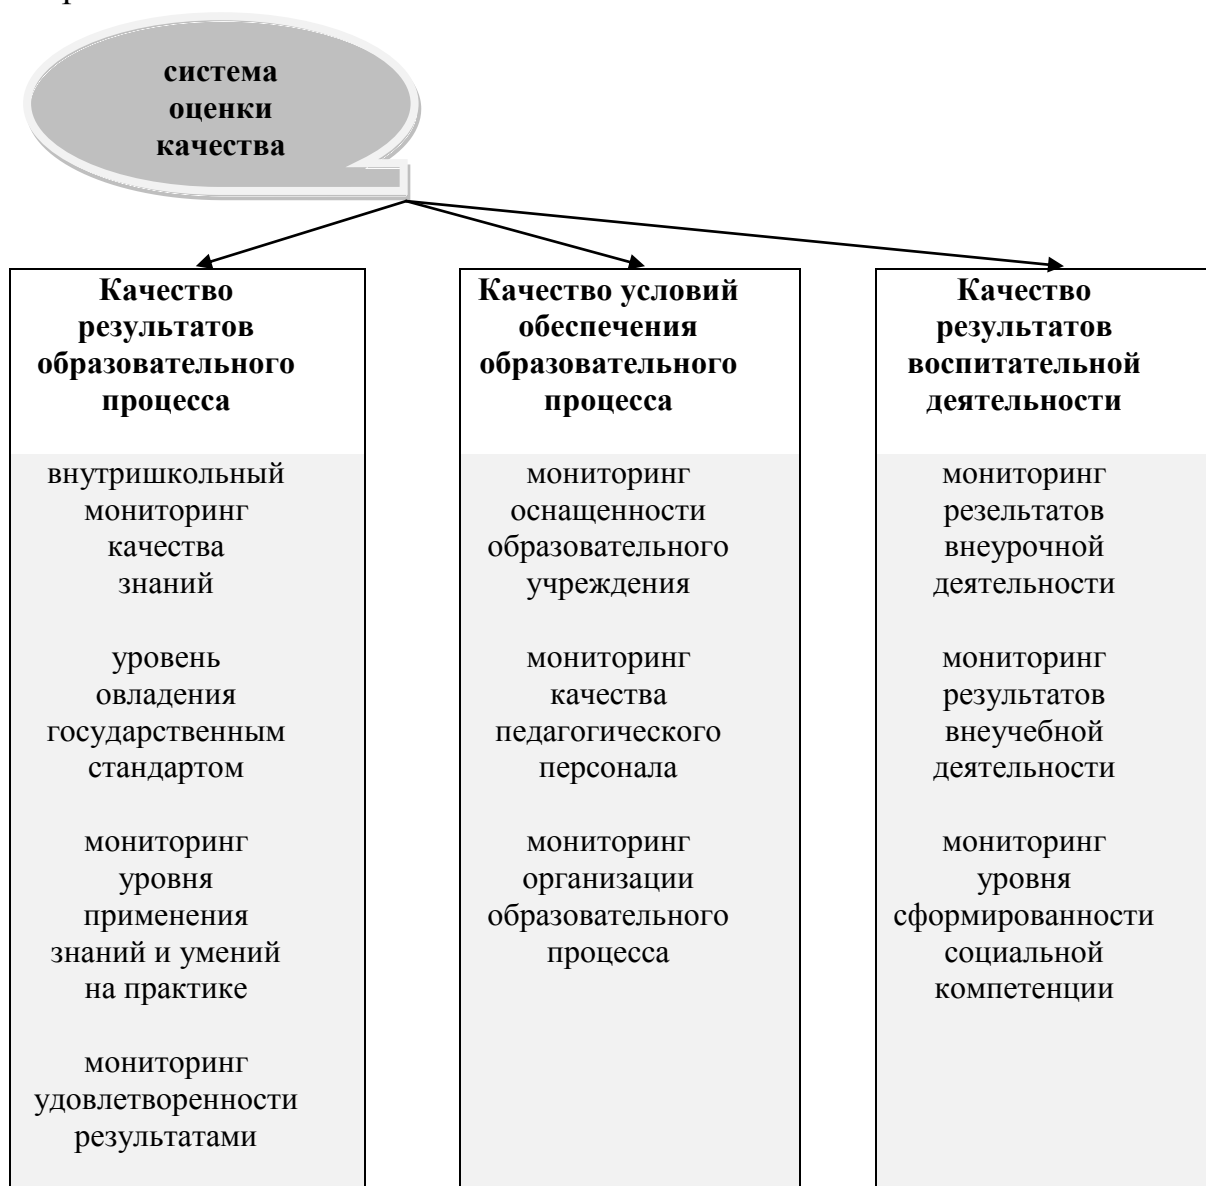 система
оценки
качества
Качество
результатов
образовательного
процесса
внутришкольный
мониторинг
качества
знаний
уровень
овладения
государственным
стандартом
мониторинг
уровня
применения
знаний и умений
на практике
мониторинг
удовлетворенности
результатами
Качество условий
обеспечения
образовательного
процесса
мониторинг
оснащенности
образовательного
учреждения
мониторинг
качества
педагогического
персонала
мониторинг
организации
образовательного
процесса
Качество
результатов
воспитательной
деятельности
мониторинг
резельтатов
внеурочной
деятельности
мониторинг
результатов
внеучебной
деятельности
мониторинг
уровня
сформированности
социальной
компетенции